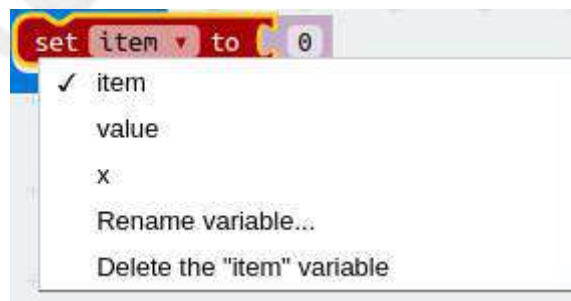 set item ▾ to 0
✓ item
value
x
Rename variable...
Delete the "item" variable